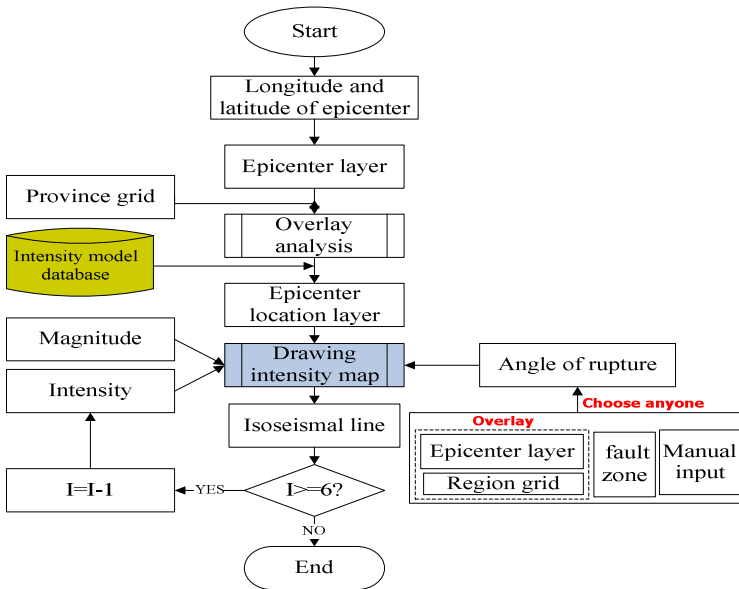 Start
Longitude and
latitude of epicenter
Epicenter layer
Province grid
Overlay
analysis
Intensity model
database
Epicenter
location layer
Magnitude
Drawing
intensity map
Angle of rupture
Intensity
Choose anyone
Isoseismal line
Overlay
Epicenter layer
Region grid
fault
zone
Manual
input
I=I-1
YES
I>=6?
NO
End